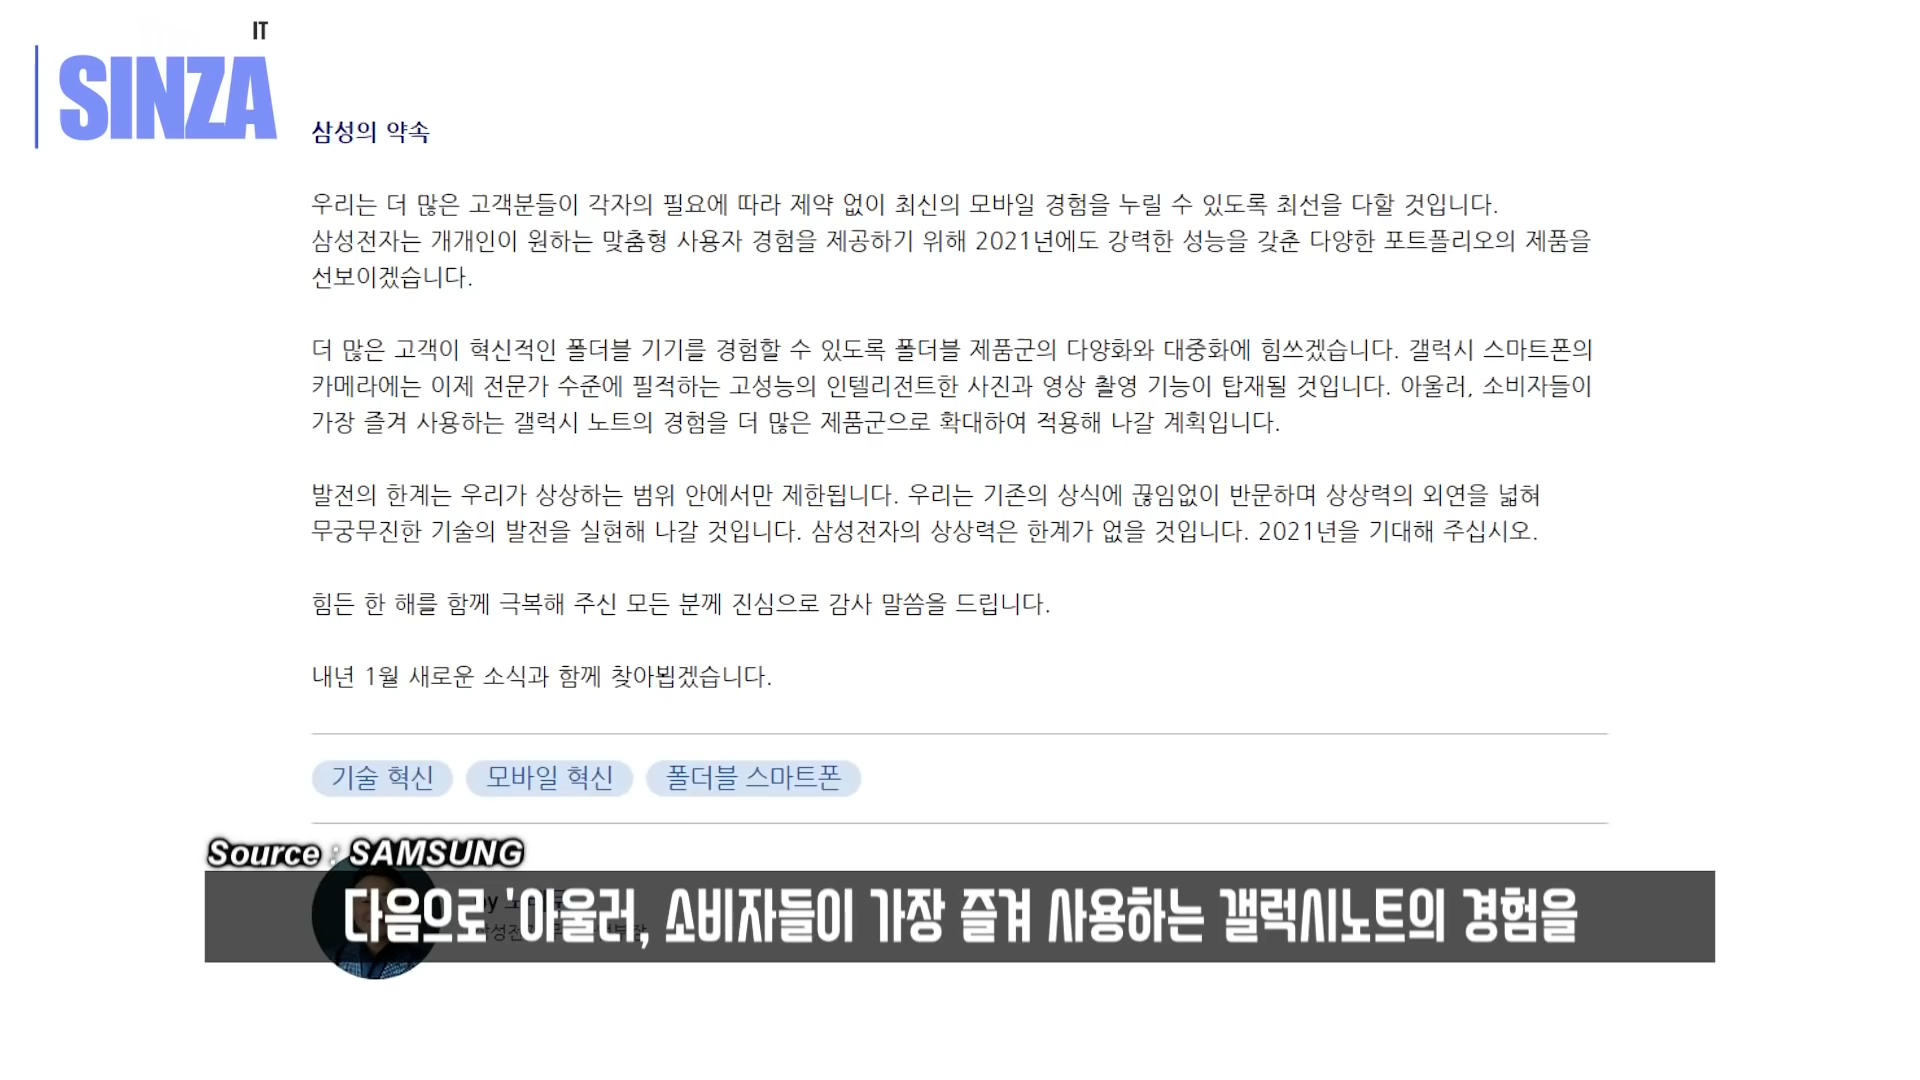 IT
SINZA
삼성의 약속
우리는 더 많은 고객분들이 각자의 필요에 따라 제약 없이 최신의 모바일 경험을 누릴 수 있도록 최선을 다할 것입니다.
삼성전자는 개개인이 원하는 맞춤형 사용자 경험을 제공하기 위해 2021년에도 강력한 성능을 갖춘 다양한 포트폴리오의 제품을
선보이겠습니다.
더 많은 고객이 혁신적인 폴더블 기기를 경험할 수 있도록 폴더블 제품군의 다양화와 대중화에 힘쓰겠습니다. 갤럭시 스마트폰의
카메라에는 이제 전문가 수준에 필적하는 고성능의 인텔리전트한 사진과 영상 촬영 기능이 탑재될 것입니다. 아울러, 소비자들이
가장 즐겨 사용하는 갤럭시 노트의 경험을 더 많은 제품군으로 확대하여 적용해 나갈 계획입니다.
발전의 한계는 우리가 상상하는 범위 안에서만 제한됩니다. 우리는 기존의 상식에 끊임없이 반문하며 상상력의 외연을 넓혀
무궁무진한 기술의 발전을 실현해 나갈 것입니다. 삼성전자의 상상력은 한계가 없을 것입니다. 2021년을 기대해 주십시오.
힘든 한 해를 함께 극복해 주신 모든 분께 진심으로 감사 말씀을 드립니다.
내년 1월 새로운 소식과 함께 찾아뵙겠습니다.
기술 혁신 모바일 혁신 폴더블 스마트폰
Source : SAMSUNG
다음으로 '아울러, 소비자들이 가장 즐겨 사용하는 갤럭시노트의 경험을